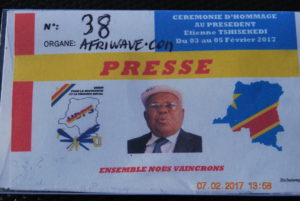 N°: 38
ORGANE: AFRIWAVE.COM
CEREMONIE D'HOMMAGE
AU PRESIDENT
Etienne TSHISEKEDI
Du 03 au 05 Février 2017
PRESSE
UDPS
ENSEMBLE NOUS VAINCRONS
07.02.2017 13:58